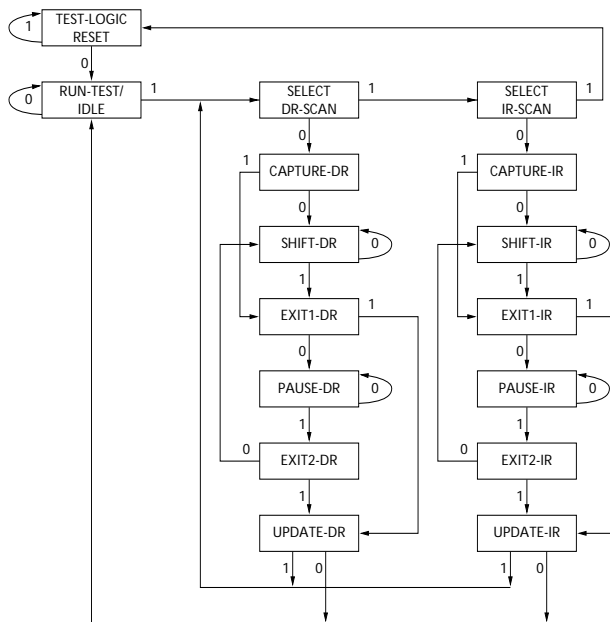 TEST-LOGIC
RESET
1
0
RUN-TEST/
IDLE
0
1
SELECT
DR-SCAN
1
SELECT
IR-SCAN
1
0
0
1
CAPTURE-DR
1
CAPTURE-IR
0
0
SHIFT-DR
0
SHIFT-IR
0
1
1
EXIT1-DR
1
EXIT1-IR
1
0
0
PAUSE-DR
0
PAUSE-IR
0
1
1
0
EXIT2-DR
0
EXIT2-IR
1
1
UPDATE-DR
UPDATE-IR
1
0
1
0